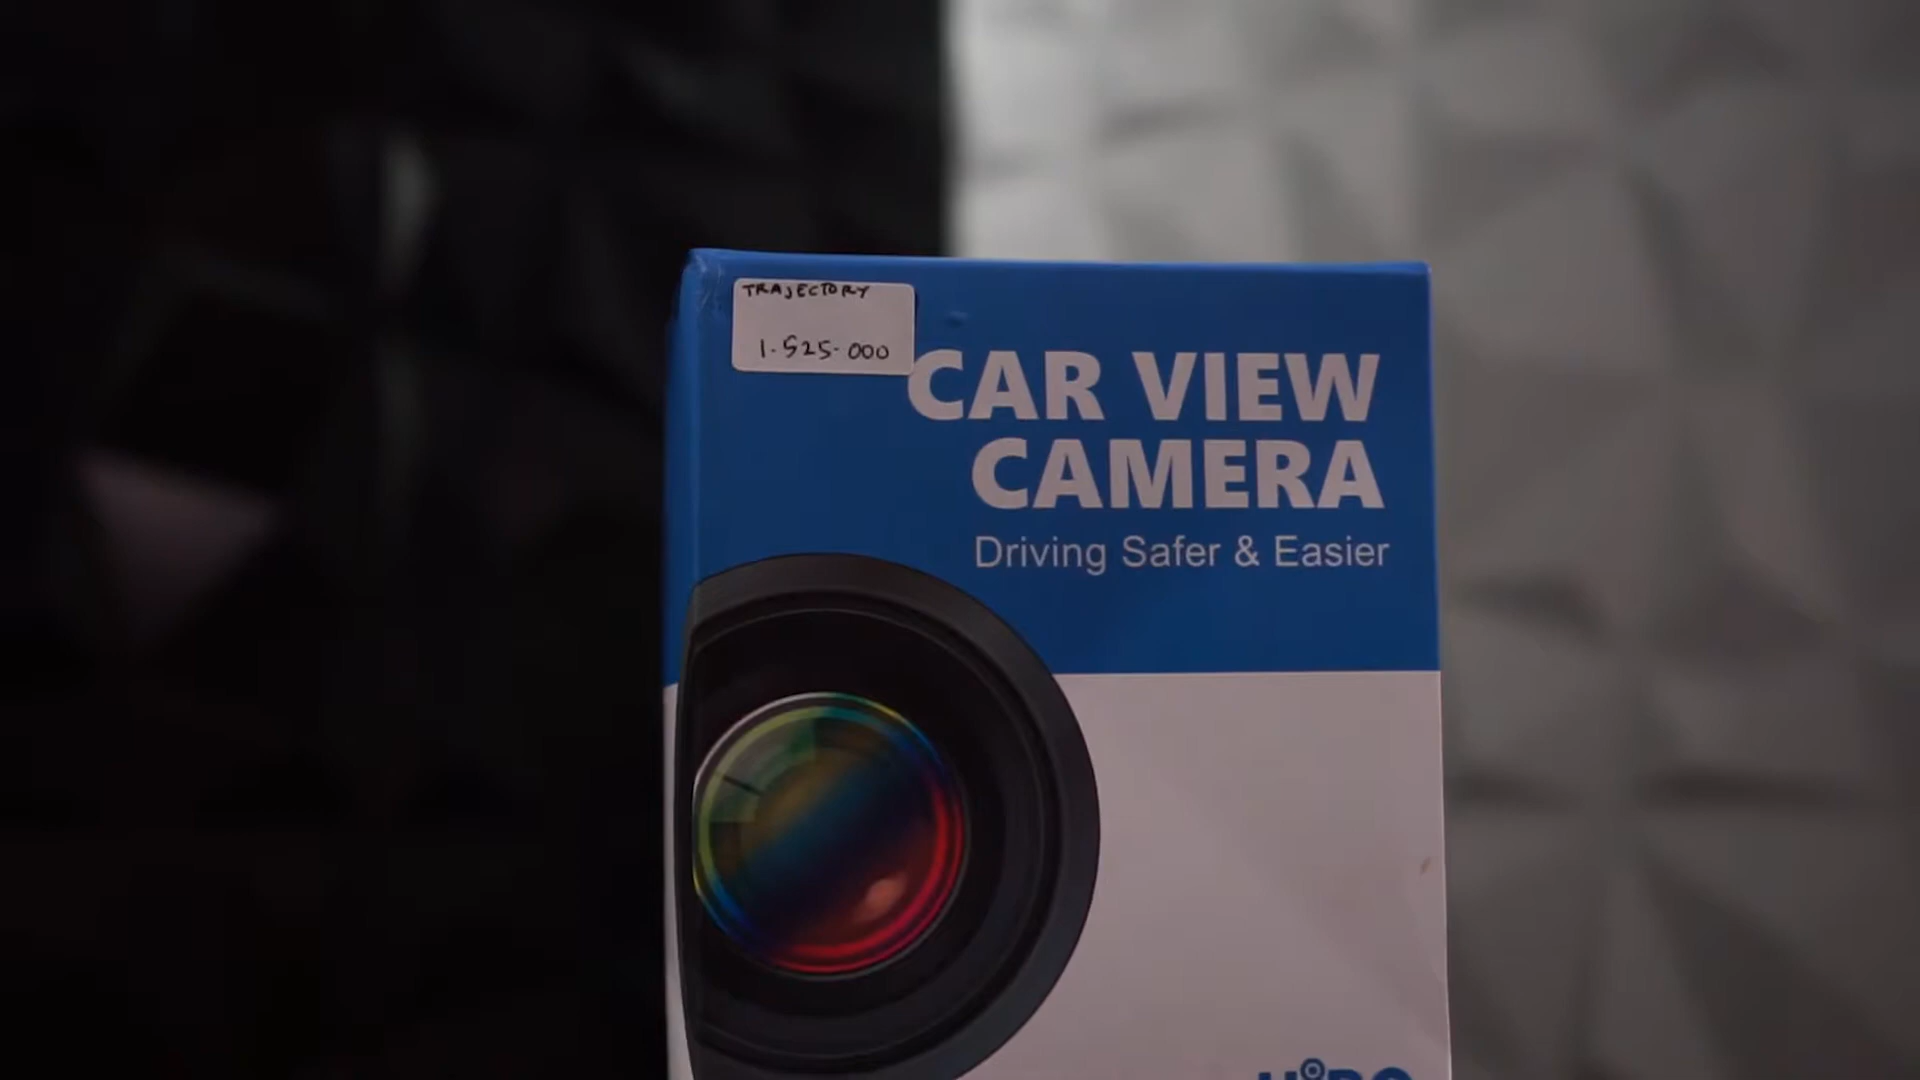 TRAJECTORY
1.525.000
CAR VIEW
CAMERA
Driving Safer & Easier